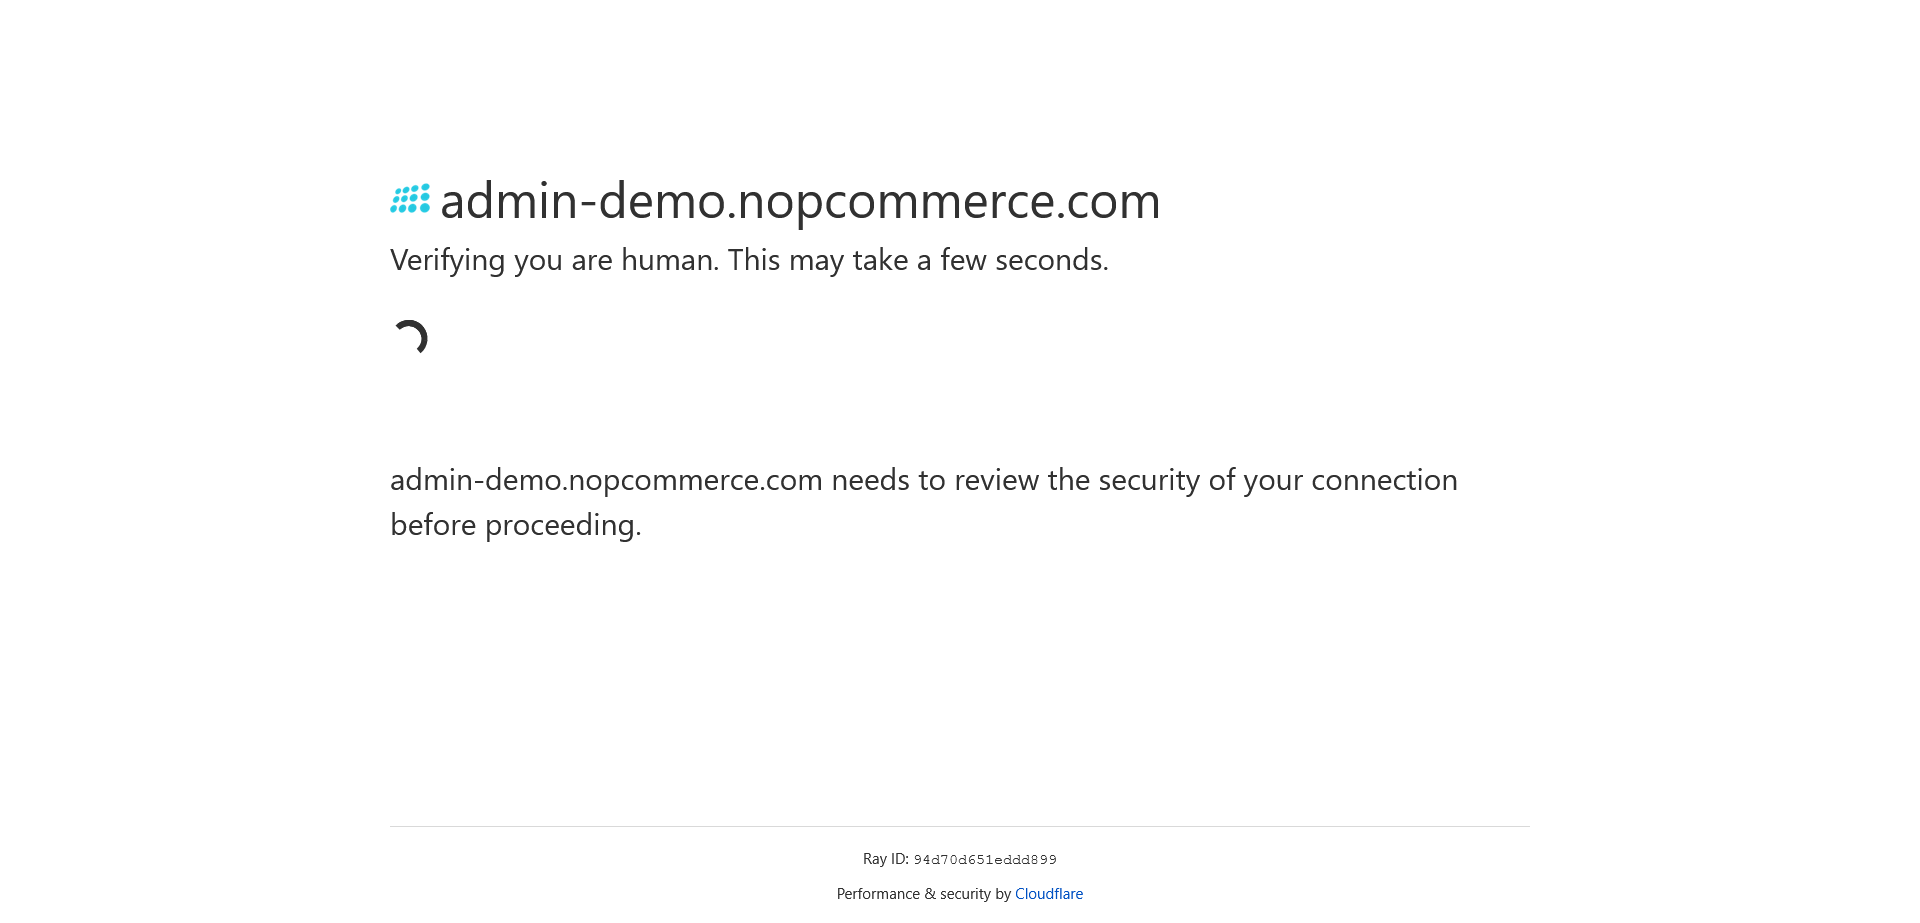 admin-demo.nopcommerce.com
Verifying you are human. This may take a few seconds.
admin-demo.nopcommerce.com needs to review the security of your connection
before proceeding.
Ray ID: 94d70d651eddd899
Performance & security by Cloudflare